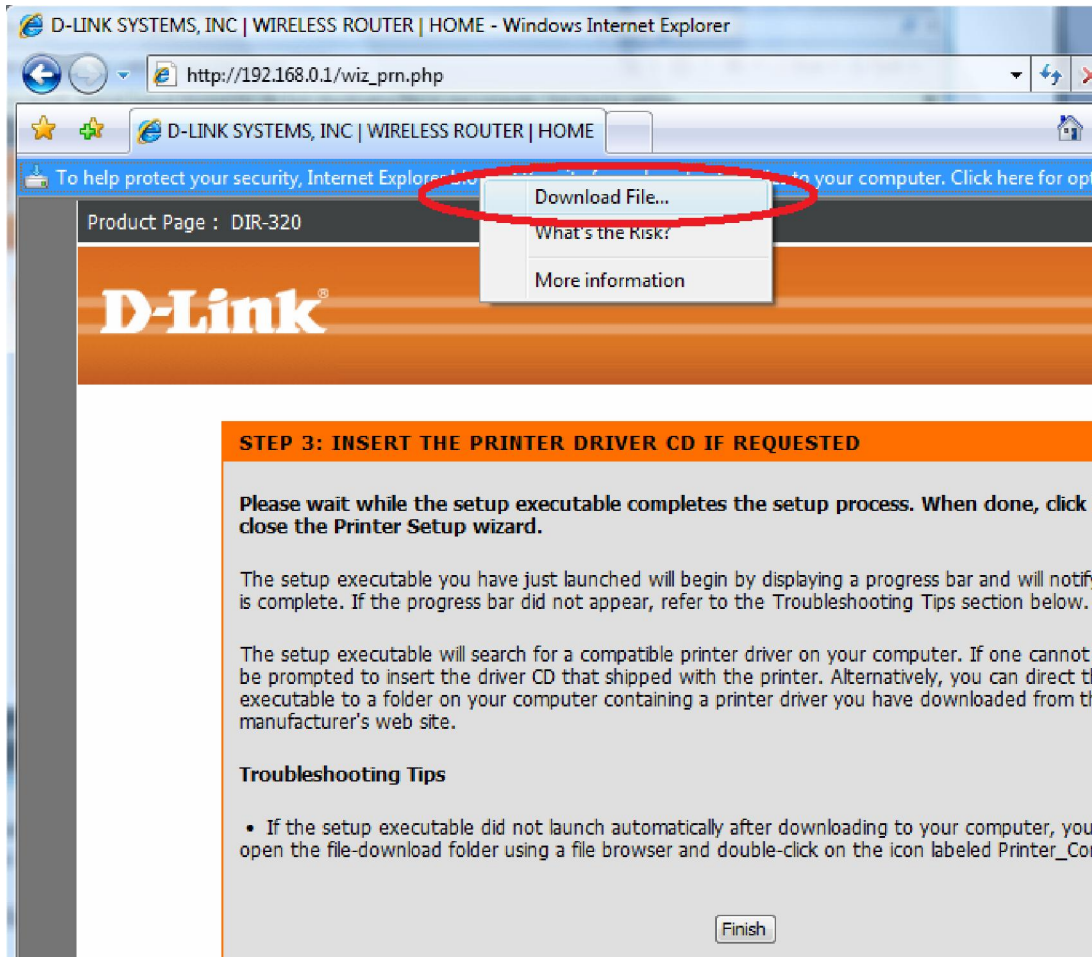 D-LINK SYSTEMS, INC | WIRELESS ROUTER | HOME - Windows Internet Explorer
http://192.168.0.1/wiz_prn.php
D-LINK SYSTEMS, INC | WIRELESS ROUTER | HOME
To help protect your security, Internet Explorer to your computer. Click here for opt
Download File...
What's the Risk?
More information
Product Page : DIR-320
D-Link®
STEP 3: INSERT THE PRINTER DRIVER CD IF REQUESTED
Please wait while the setup executable completes the setup process. When done, click
close the Printer Setup wizard.
The setup executable you have just launched will begin by displaying a progress bar and will notify
is complete. If the progress bar did not appear, refer to the Troubleshooting Tips section below.
The setup executable will search for a compatible printer driver on your computer. If one cannot
be prompted to insert the driver CD that shipped with the printer. Alternatively, you can direct th
executable to a folder on your computer containing a printer driver you have downloaded from th
manufacturer's web site.
Troubleshooting Tips
• If the setup executable did not launch automatically after downloading to your computer, you
open the file-download folder using a file browser and double-click on the icon labeled Printer_Con
Finish